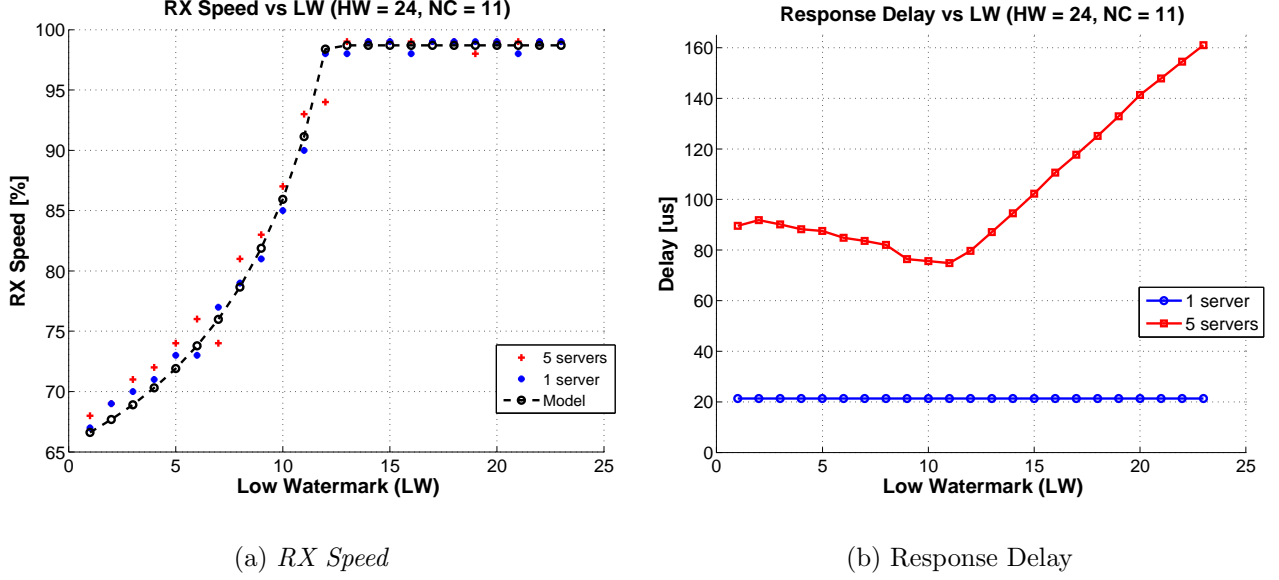 RX Speed vs LW (HW = 24, NC = 11)
100
95
90
85
80
75
70
65
RX Speed [%]
5 servers
1 server
Model
0 5 10 15 20 25
Low Watermark (LW)
(a) RX Speed
Response Delay vs LW (HW = 24, NC = 11)
160
140
120
100
80
60
40
20
0
Delay [us]
1 server
5 servers
0 5 10 15 20 25
Low Watermark (LW)
(b) Response Delay